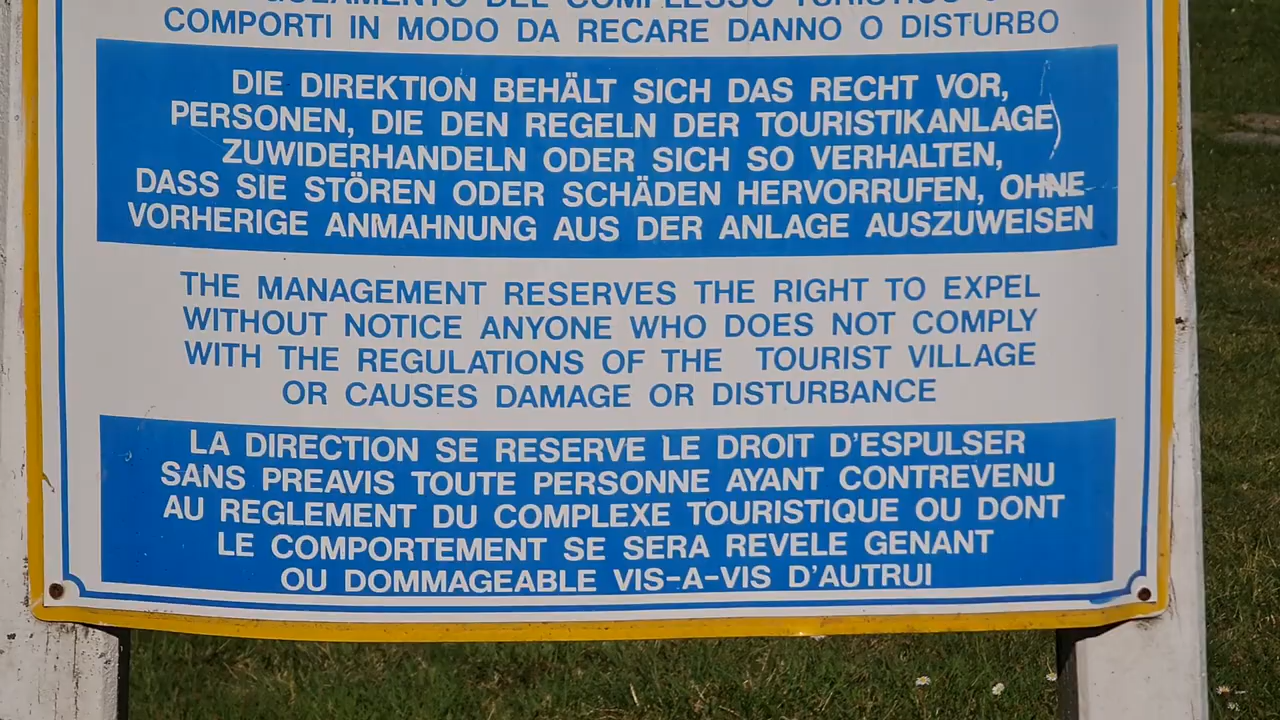 COMPORTI IN MODO DA RECARE DANNO O DISTURBO
DIE DIREKTION BEHÄLT SICH DAS RECHT VOR,
PERSONEN, DIE DEN REGELN DER TOURISTIKANLAGE
ZUWIDERHANDELN ODER SICH SO VERHALTEN,
DASS SIE STÖREN ODER SCHÄDEN HERVORRUFEN, OHNE
VORHERIGE ANMAHNUNG AUS DER ANLAGE AUSZUWEISEN
THE MANAGEMENT RESERVES THE RIGHT TO EXPEL
WITHOUT NOTICE ANYONE WHO DOES NOT COMPLY
WITH THE REGULATIONS OF THE TOURIST VILLAGE
OR CAUSES DAMAGE OR DISTURBANCE
LA DIRECTION SE RESERVE LE DROIT D'ESPULSER
SANS PREAVIS TOUTE PERSONNE AYANT CONTREVENU
AU REGLEMENT DU COMPLEXE TOURISTIQUE OU DONT
LE COMPORTEMENT SE SERA REVELE GENANT
OU DOMMAGEABLE VIS-A-VIS D'AUTRUI